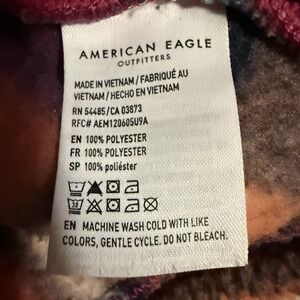 AMERICAN EAGLE
OUTFITTERS
MADE IN VIETNAM / FABRIQUÉ AU
VIETNAM / HECHO EN VIETNAM
RN 54485/CA 03873
RFC# AEM120605U9A
EN 100% POLYESTER
FR 100% POLYESTER
SP 100% poliéster
EN MACHINE WASH COLD WITH LIKE
COLORS, GENTLE CYCLE. DO NOT BLEACH.